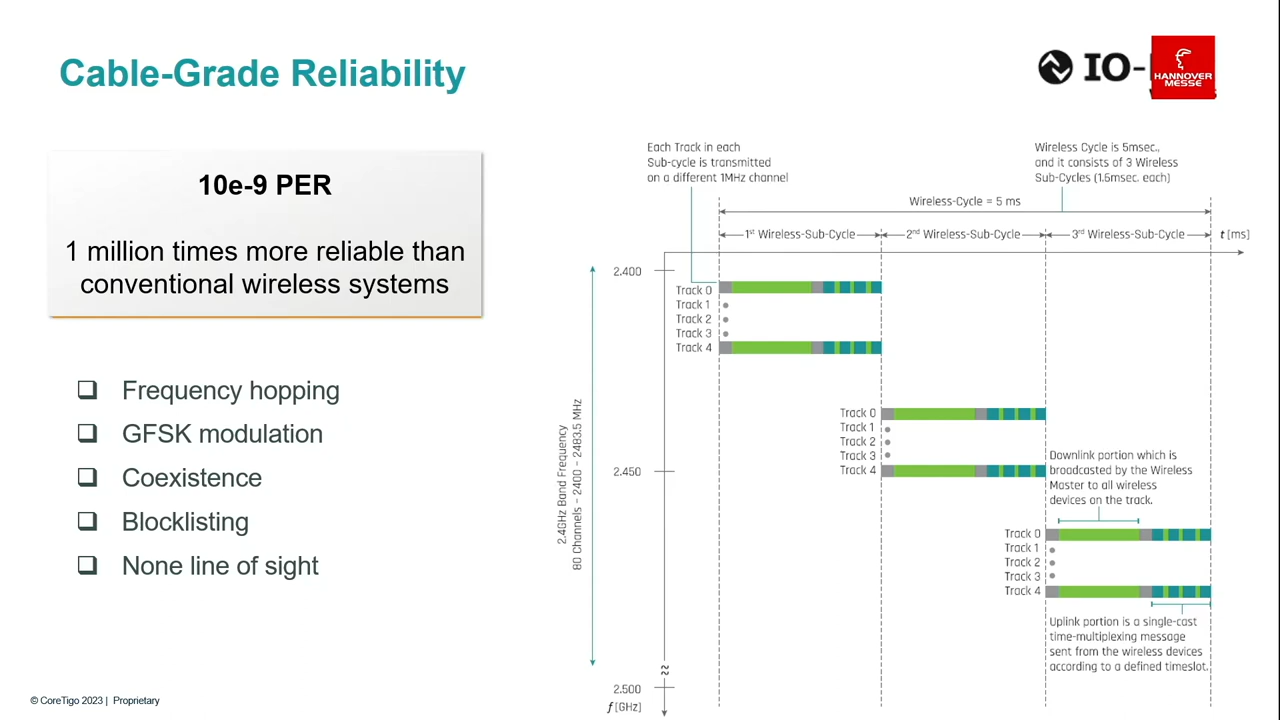 Cable-Grade Reliability
IO-
HANNOVER
MESSE
10e-9 PER
1 million times more reliable than
conventional wireless systems
❑ Frequency hopping
❑ GFSK modulation
❑ Coexistence
❑ Blocklisting
❑ None line of sight
Each Track in each
Sub-cycle is transmitted
on a different 1MHz channel
Wireless Cycle is 5msec.,
and it consists of 3 Wireless
Sub-Cycles (1.6msec. each)
Wireless-Cycle = 5 ms
1st Wireless-Sub-Cycle
2nd Wireless-Sub-Cycle
3rd Wireless-Sub-Cycle
t [ms]
2.400
Track 0
Track 1
Track 2
Track 3
Track 4
2.4GHz Band Frequency
80 Channels – 2400 – 2483.5 MHz
Track 0
Track 1
Track 2
Track 3
Track 4
2.450
Downlink portion which is
broadcasted by the Wireless
Master to all wireless
devices on the track.
Track 0
Track 1
Track 2
Track 3
Track 4
Uplink portion is a single-cast
time-multiplexing message
sent from the wireless devices
according to a defined timeslot.
2.500
f [GHz]
© CoreTigo 2023 | Proprietary